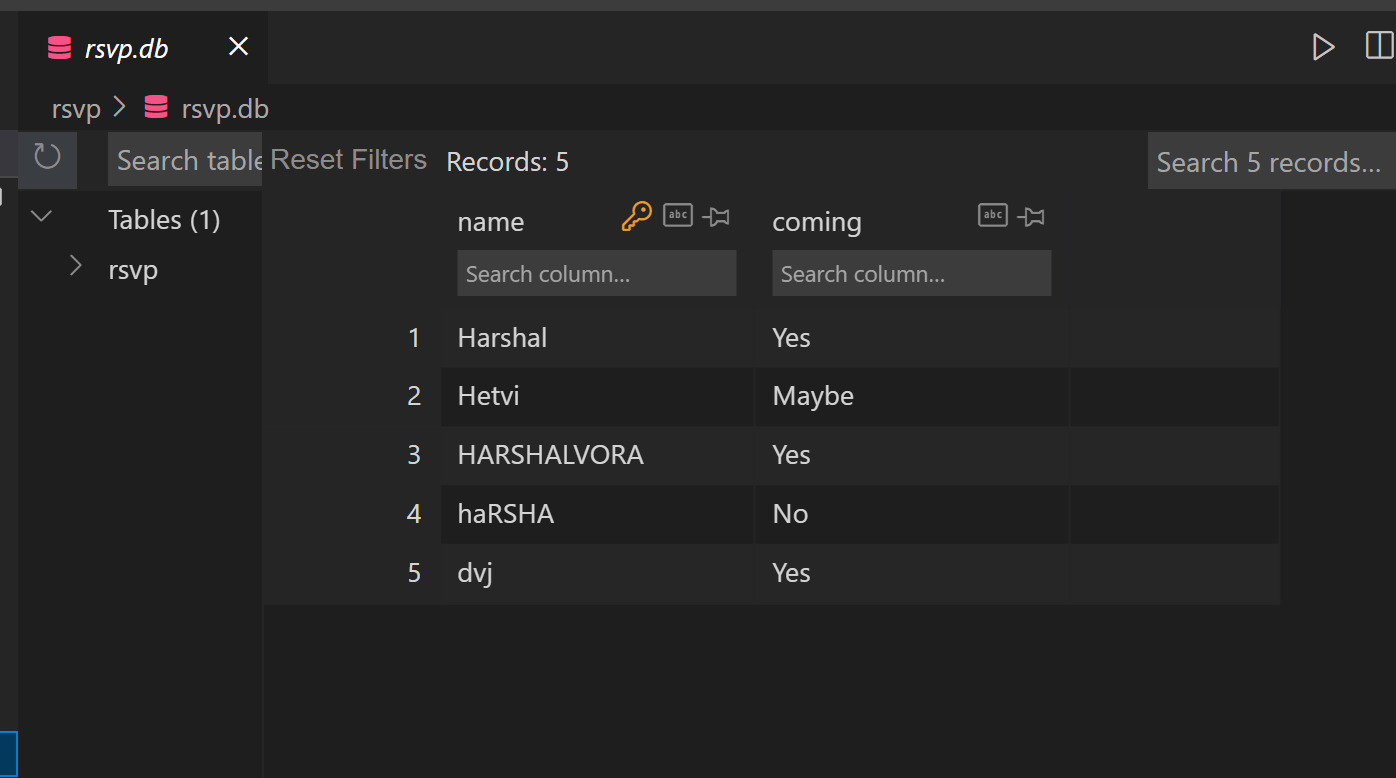 rsvp.db
rsvp > rsvp.db
Search table Reset Filters Records: 5 Search 5 records...
Tables (1)
rsvp
name abc coming abc
Search column... Search column...
1 Harshal Yes
2 Hetvi Maybe
3 HARSHALVORA Yes
4 haRSHA No
5 dvj Yes